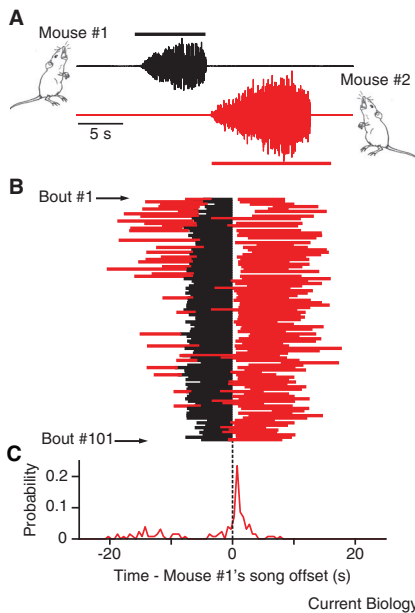 A
Mouse #1
Mouse #2
5 s
B
Bout #1
Bout #101
C
Probability
0.2
0.1
0
-20
0
20
Time - Mouse #1's song offset (s)
Current Biology